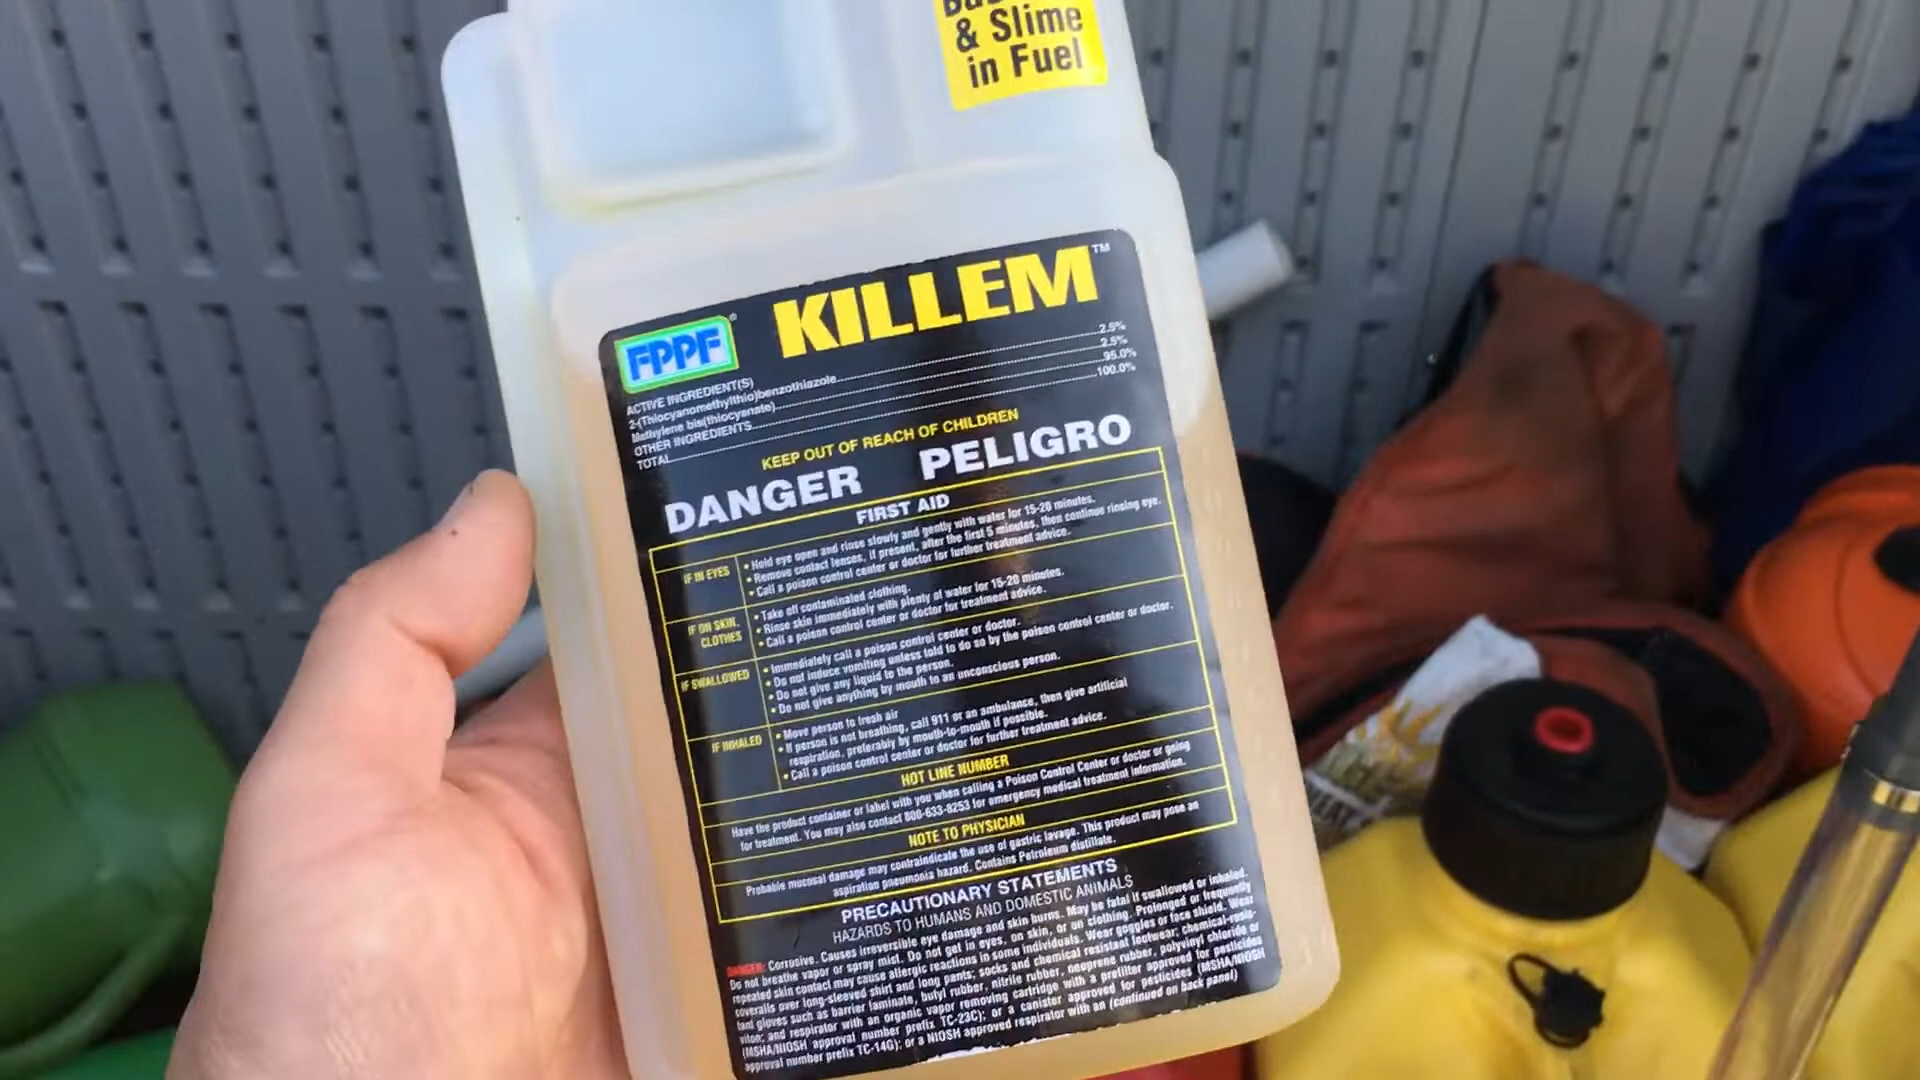 & Slime
in Fuel
FPPF®
KILLEM™
ACTIVE INGREDIENT(S)
2-(Thiocyanomethylthio)benzothiazole 2.5%
Methylene bis(thiocyanate) 2.5%
OTHER INGREDIENTS 95.0%
TOTAL 100.0%
KEEP OUT OF REACH OF CHILDREN
DANGER PELIGRO
FIRST AID
IF IN EYES
• Hold eye open and rinse slowly and gently with water for 15-20 minutes.
• Remove contact lenses, if present, after the first 5 minutes, then continue rinsing eye.
• Call a poison control center or doctor for further treatment advice.
IF ON SKIN, CLOTHES
• Take off contaminated clothing.
• Rinse skin immediately with plenty of water for 15-20 minutes.
• Call a poison control center or doctor for treatment advice.
IF SWALLOWED
• Immediately call a poison control center or doctor.
• Do not induce vomiting unless told to do so by the poison control center or doctor.
• Do not give any liquid to the person.
• Do not give anything by mouth to an unconscious person.
IF INHALED
• Move person to fresh air
• If person is not breathing, call 911 or an ambulance, then give artificial
respiration, preferably by mouth-to-mouth if possible.
• Call a poison control center or doctor for further treatment advice.
HOT LINE NUMBER
Have the product container or label with you when calling a Poison Control Center or doctor or going
for treatment. You may also contact 800-633-8253 for emergency medical treatment information.
NOTE TO PHYSICIAN
Probable mucosal damage may contraindicate the use of gastric lavage. This product may pose an
aspiration pneumonia hazard. Contains Petroleum distillate.
PRECAUTIONARY STATEMENTS
HAZARDS TO HUMANS AND DOMESTIC ANIMALS
DANGER: Corrosive. Causes irreversible eye damage and skin burns. May be fatal if swallowed or inhaled.
Do not breathe vapor or spray mist. Do not get in eyes, on skin, or on clothing. Prolonged or frequently
repeated skin contact may cause allergic reactions in some individuals. Wear goggles or face shield. Wear
coveralls over long-sleeved shirt and long pants; socks and chemical resistant footwear; chemical-resis-
tant gloves such as barrier laminate, butyl rubber, nitrile rubber, neoprene rubber, polyvinyl chloride or
viton; and respirator with an organic vapor removing cartridge with a prefilter approved for pesticides
(MSHA/NIOSH approval number prefix TC-23C); or a canister approved for pesticides (MSHA/NIOSH
approval number prefix TC-14G); or a NIOSH approved respirator with an (continued on back panel)